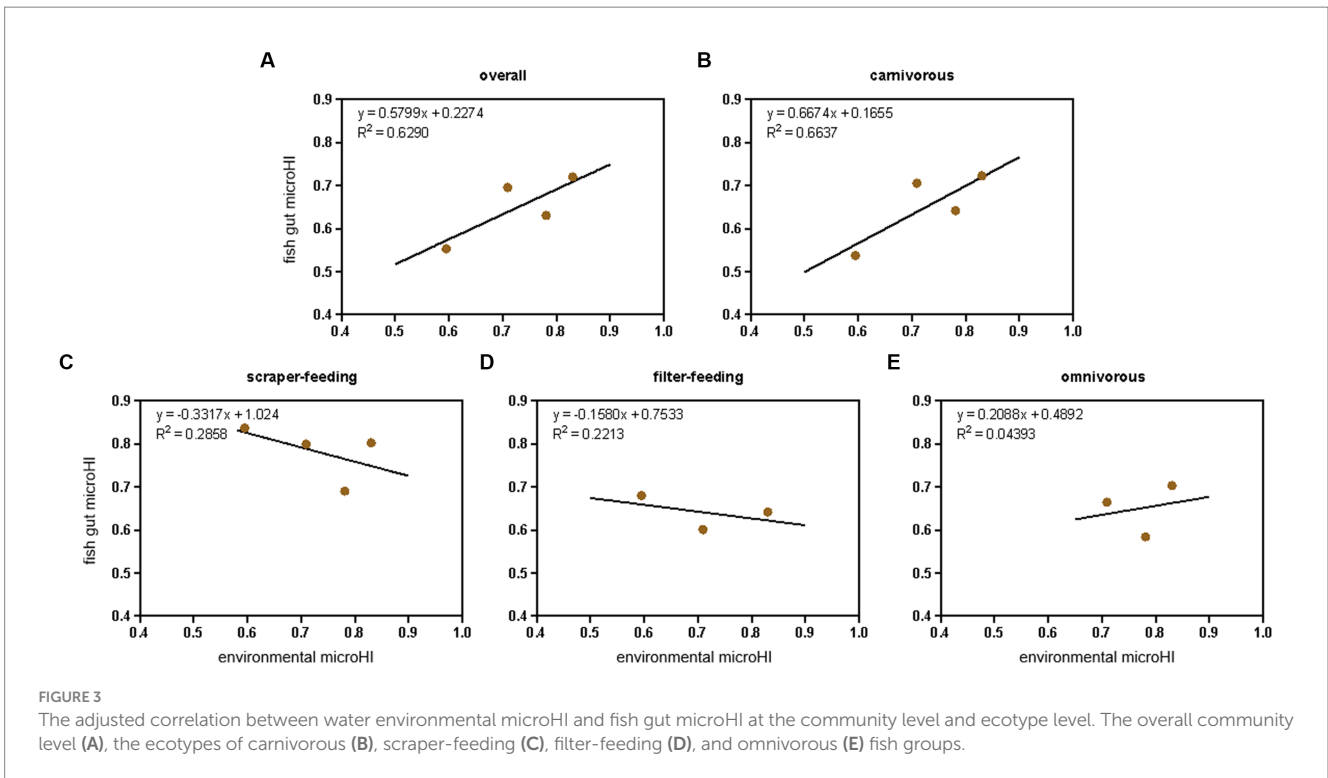 A
overall
y = 0.5799x + 0.2274
R² = 0.6290
0.9
0.8
0.7
0.6
0.5
0.4
0.4 0.5 0.6 0.7 0.8 0.9 1.0
fish gut microHI
B
carnivorous
y = 0.6674x + 0.1655
R² = 0.6637
0.9
0.8
0.7
0.6
0.5
0.4
0.4 0.5 0.6 0.7 0.8 0.9 1.0
C
scraper-feeding
y = -0.3317x + 1.024
R² = 0.2858
0.9
0.8
0.7
0.6
0.5
0.4
0.4 0.5 0.6 0.7 0.8 0.9 1.0
fish gut microHI
environmental microHI
D
filter-feeding
y = -0.1580x + 0.7533
R² = 0.2213
0.9
0.8
0.7
0.6
0.5
0.4
0.4 0.5 0.6 0.7 0.8 0.9 1.0
environmental microHI
E
omnivorous
y = 0.2088x + 0.4892
R² = 0.04393
0.9
0.8
0.7
0.6
0.5
0.4
0.4 0.5 0.6 0.7 0.8 0.9 1.0
environmental microHI
FIGURE 3
The adjusted correlation between water environmental microHI and fish gut microHI at the community level and ecotype level. The overall community
level (A), the ecotypes of carnivorous (B), scraper-feeding (C), filter-feeding (D), and omnivorous (E) fish groups.